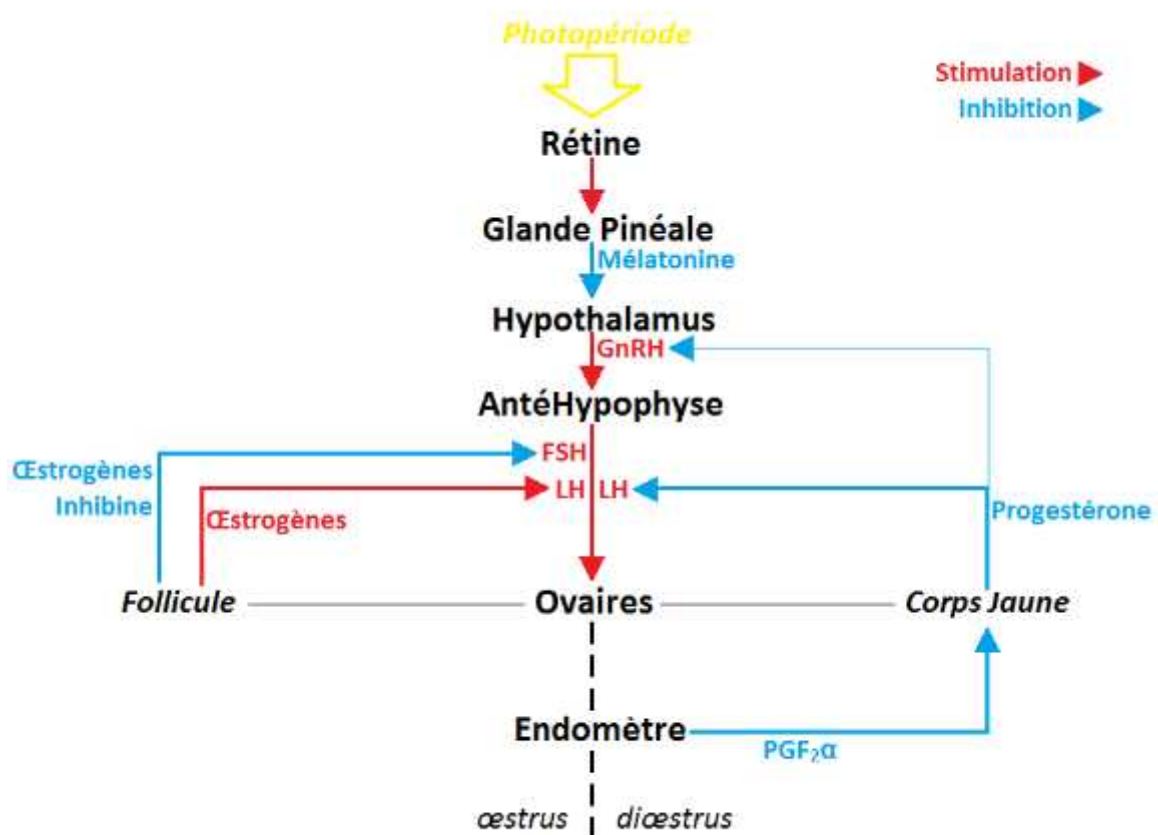 Photopériode
Stimulation
Inhibition
Rétine
Glande Pinéale
Mélatonine
Hypothalamus
GnRH
AntéHypophyse
FSH
Œstrogènes
Inhibine
LH
LH
Œstrogènes
Progestérone
Follicule
Ovaires
Corps Jaune
Endomètre
PGF₂α
œstrus
diœstrus